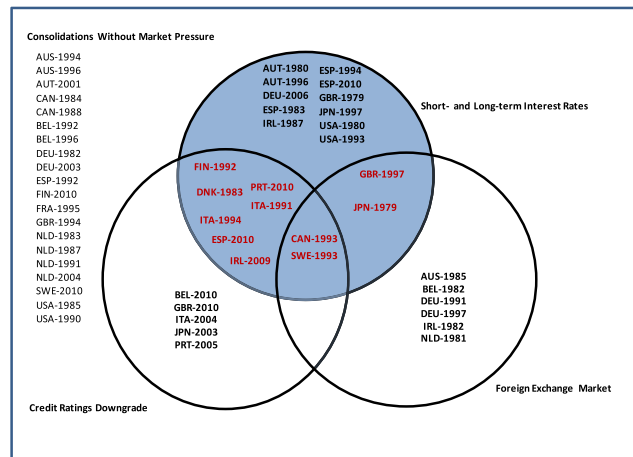 Consolidations Without Market Pressure
AUS-1994
AUS-1996
AUT-2001
CAN-1984
CAN-1988
BEL-1992
BEL-1996
DEU-1982
DEU-2003
ESP-1992
FIN-2010
FRA-1995
GBR-1994
NLD-1983
NLD-1987
NLD-1991
NLD-2004
SWE-2010
USA-1985
USA-1990
AUT-1980
AUT-1996
DEU-2006
ESP-1983
IRL-1987
ESP-1994
ESP-2010
GBR-1979
JPN-1997
USA-1980
USA-1993
Short- and Long-term Interest Rates
FIN-1992
DNK-1983
PRT-2010
ITA-1991
ITA-1994
ESP-2010
IRL-2009
GBR-1997
JPN-1979
CAN-1993
SWE-1993
BEL-2010
GBR-2010
ITA-2004
JPN-2003
PRT-2005
AUS-1985
BEL-1982
DEU-1991
DEU-1997
IRL-1982
NLD-1981
Credit Ratings Downgrade
Foreign Exchange Market